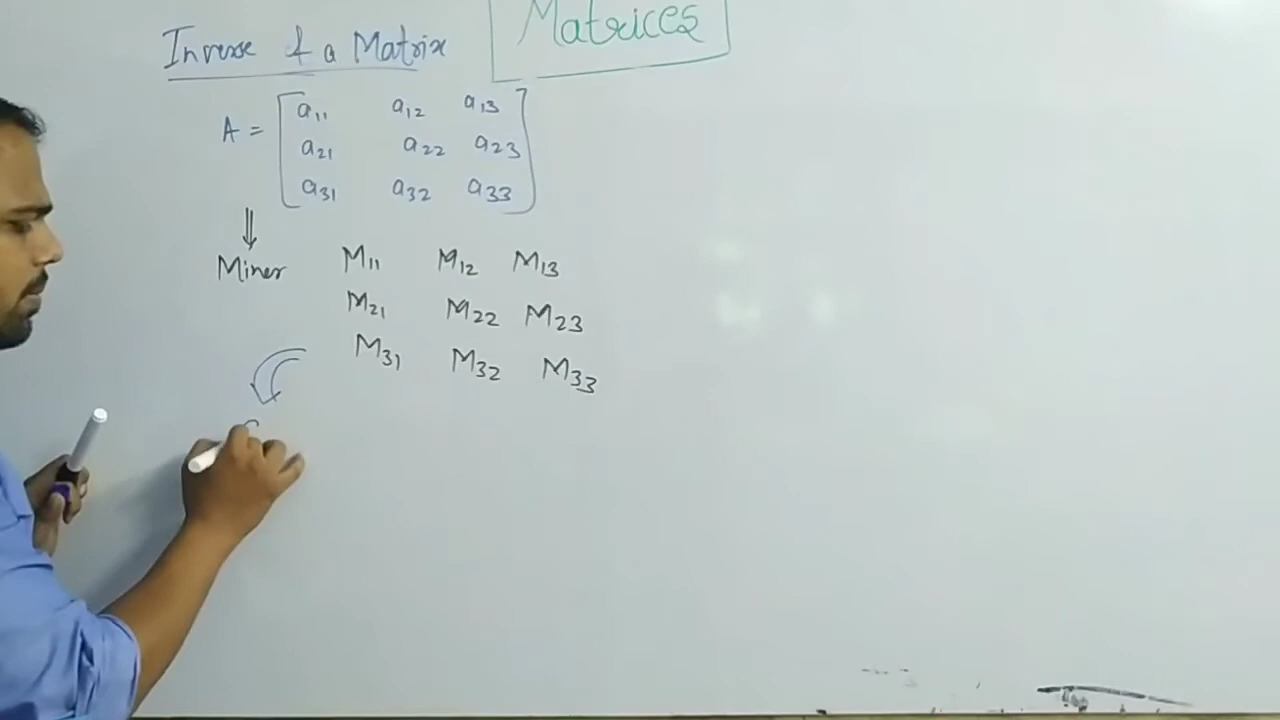 Matrices
Inverse of a Matrix
A = [ a₁₁ a₁₂ a₁₃
a₂₁ a₂₂ a₂₃
a₃₁ a₃₂ a₃₃ ]
⇓
Minor M₁₁ M₁₂ M₁₃
M₂₁ M₂₂ M₂₃
M₃₁ M₃₂ M₃₃